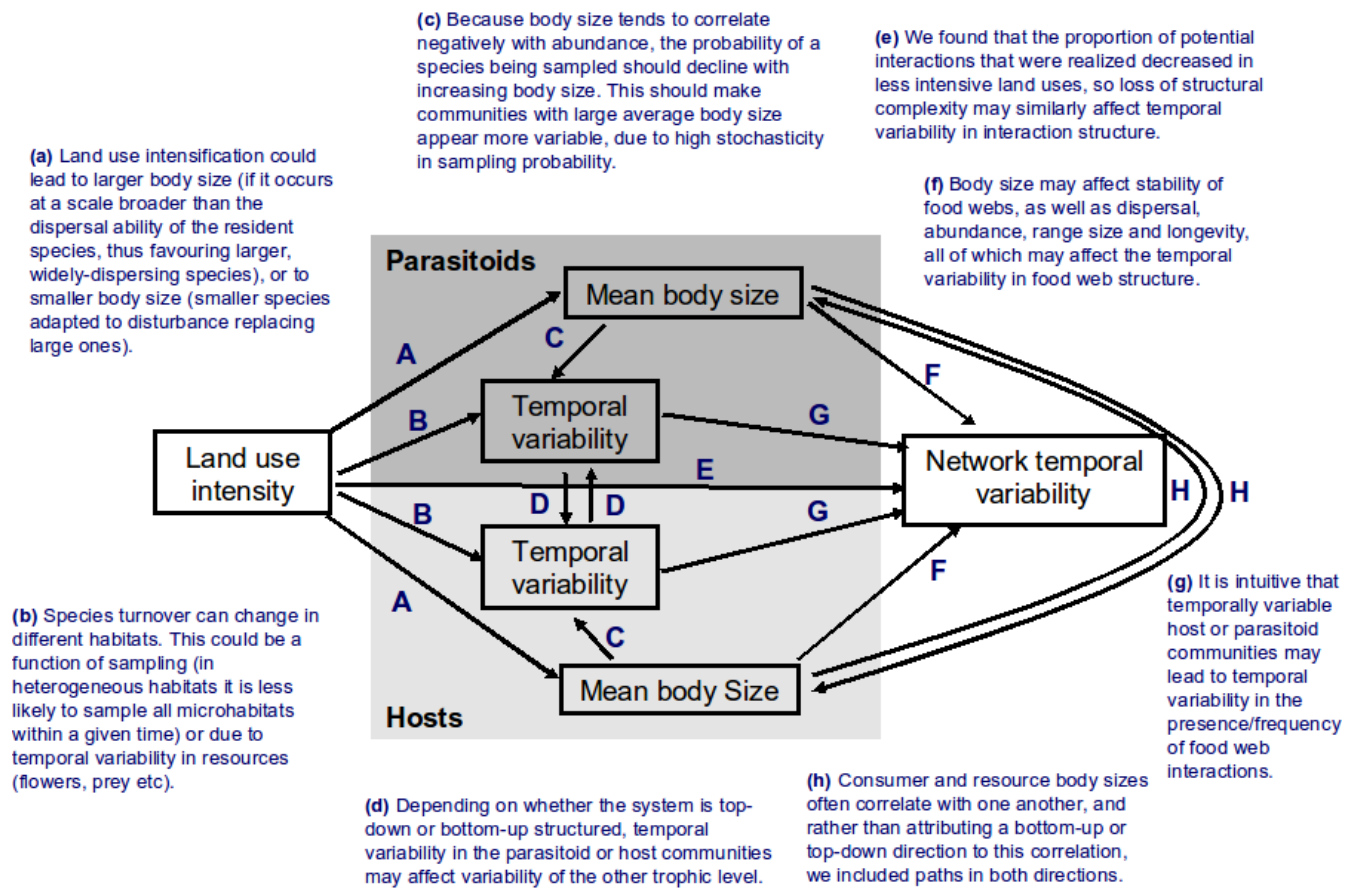 (c) Because body size tends to correlate
negatively with abundance, the probability of a
species being sampled should decline with
increasing body size. This should make
communities with large average body size
appear more variable, due to high stochasticity
in sampling probability.
(e) We found that the proportion of potential
interactions that were realized decreased in
less intensive land uses, so loss of structural
complexity may similarly affect temporal
variability in interaction structure.
(a) Land use intensification could
lead to larger body size (if it occurs
at a scale broader than the
dispersal ability of the resident
species, thus favouring larger,
widely-dispersing species), or to
smaller body size (smaller species
adapted to disturbance replacing
large ones).
(f) Body size may affect stability of
food webs, as well as dispersal,
abundance, range size and longevity,
all of which may affect the temporal
variability in food web structure.
Parasitoids
Mean body size
A
C
F
B
Temporal
variability
G
Land use
intensity
E
Network temporal
variability
H
H
D
D
B
G
Temporal
variability
F
A
C
Mean body Size
Hosts
(b) Species turnover can change in
different habitats. This could be a
function of sampling (in
heterogeneous habitats it is less
likely to sample all microhabitats
within a given time) or due to
temporal variability in resources
(flowers, prey etc).
(g) It is intuitive that
temporally variable
host or parasitoid
communities may
lead to temporal
variability in the
presence/frequency
of food web
interactions.
(d) Depending on whether the system is top-
down or bottom-up structured, temporal
variability in the parasitoid or host communities
may affect variability of the other trophic level.
(h) Consumer and resource body sizes
often correlate with one another, and
rather than attributing a bottom-up or
top-down direction to this correlation,
we included paths in both directions.